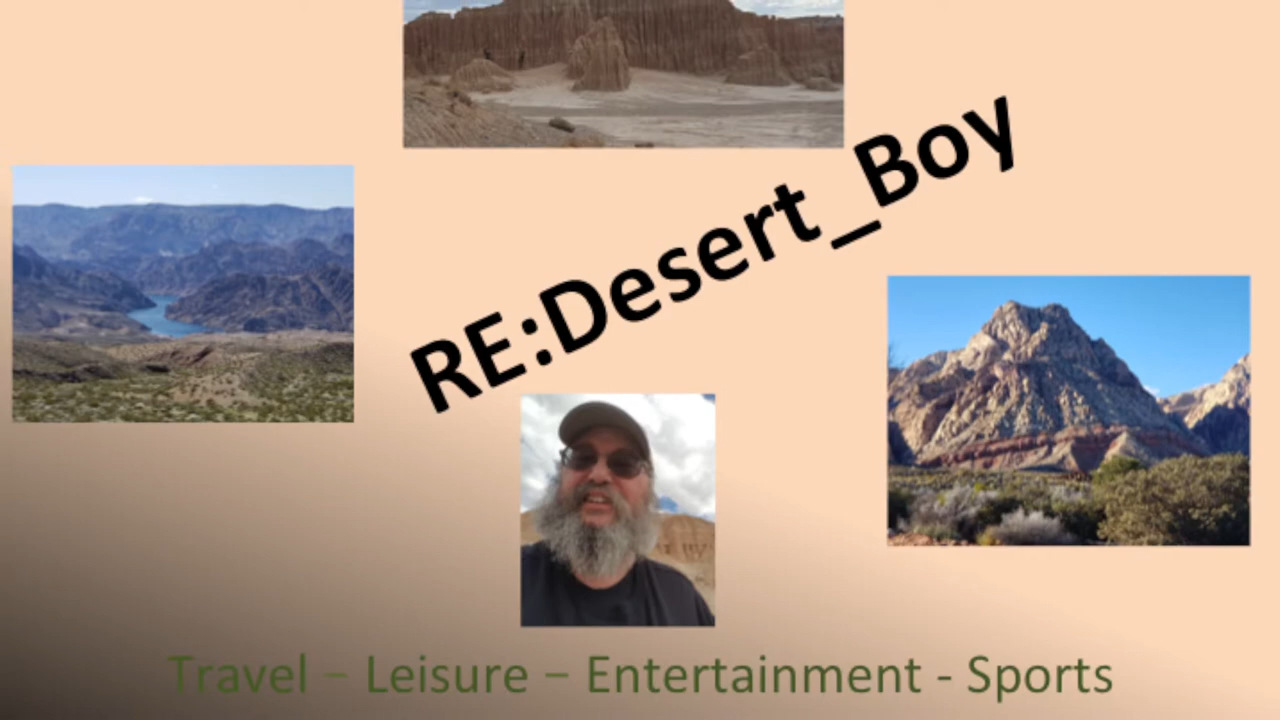 RE:Desert_Boy
Travel – Leisure – Entertainment - Sports